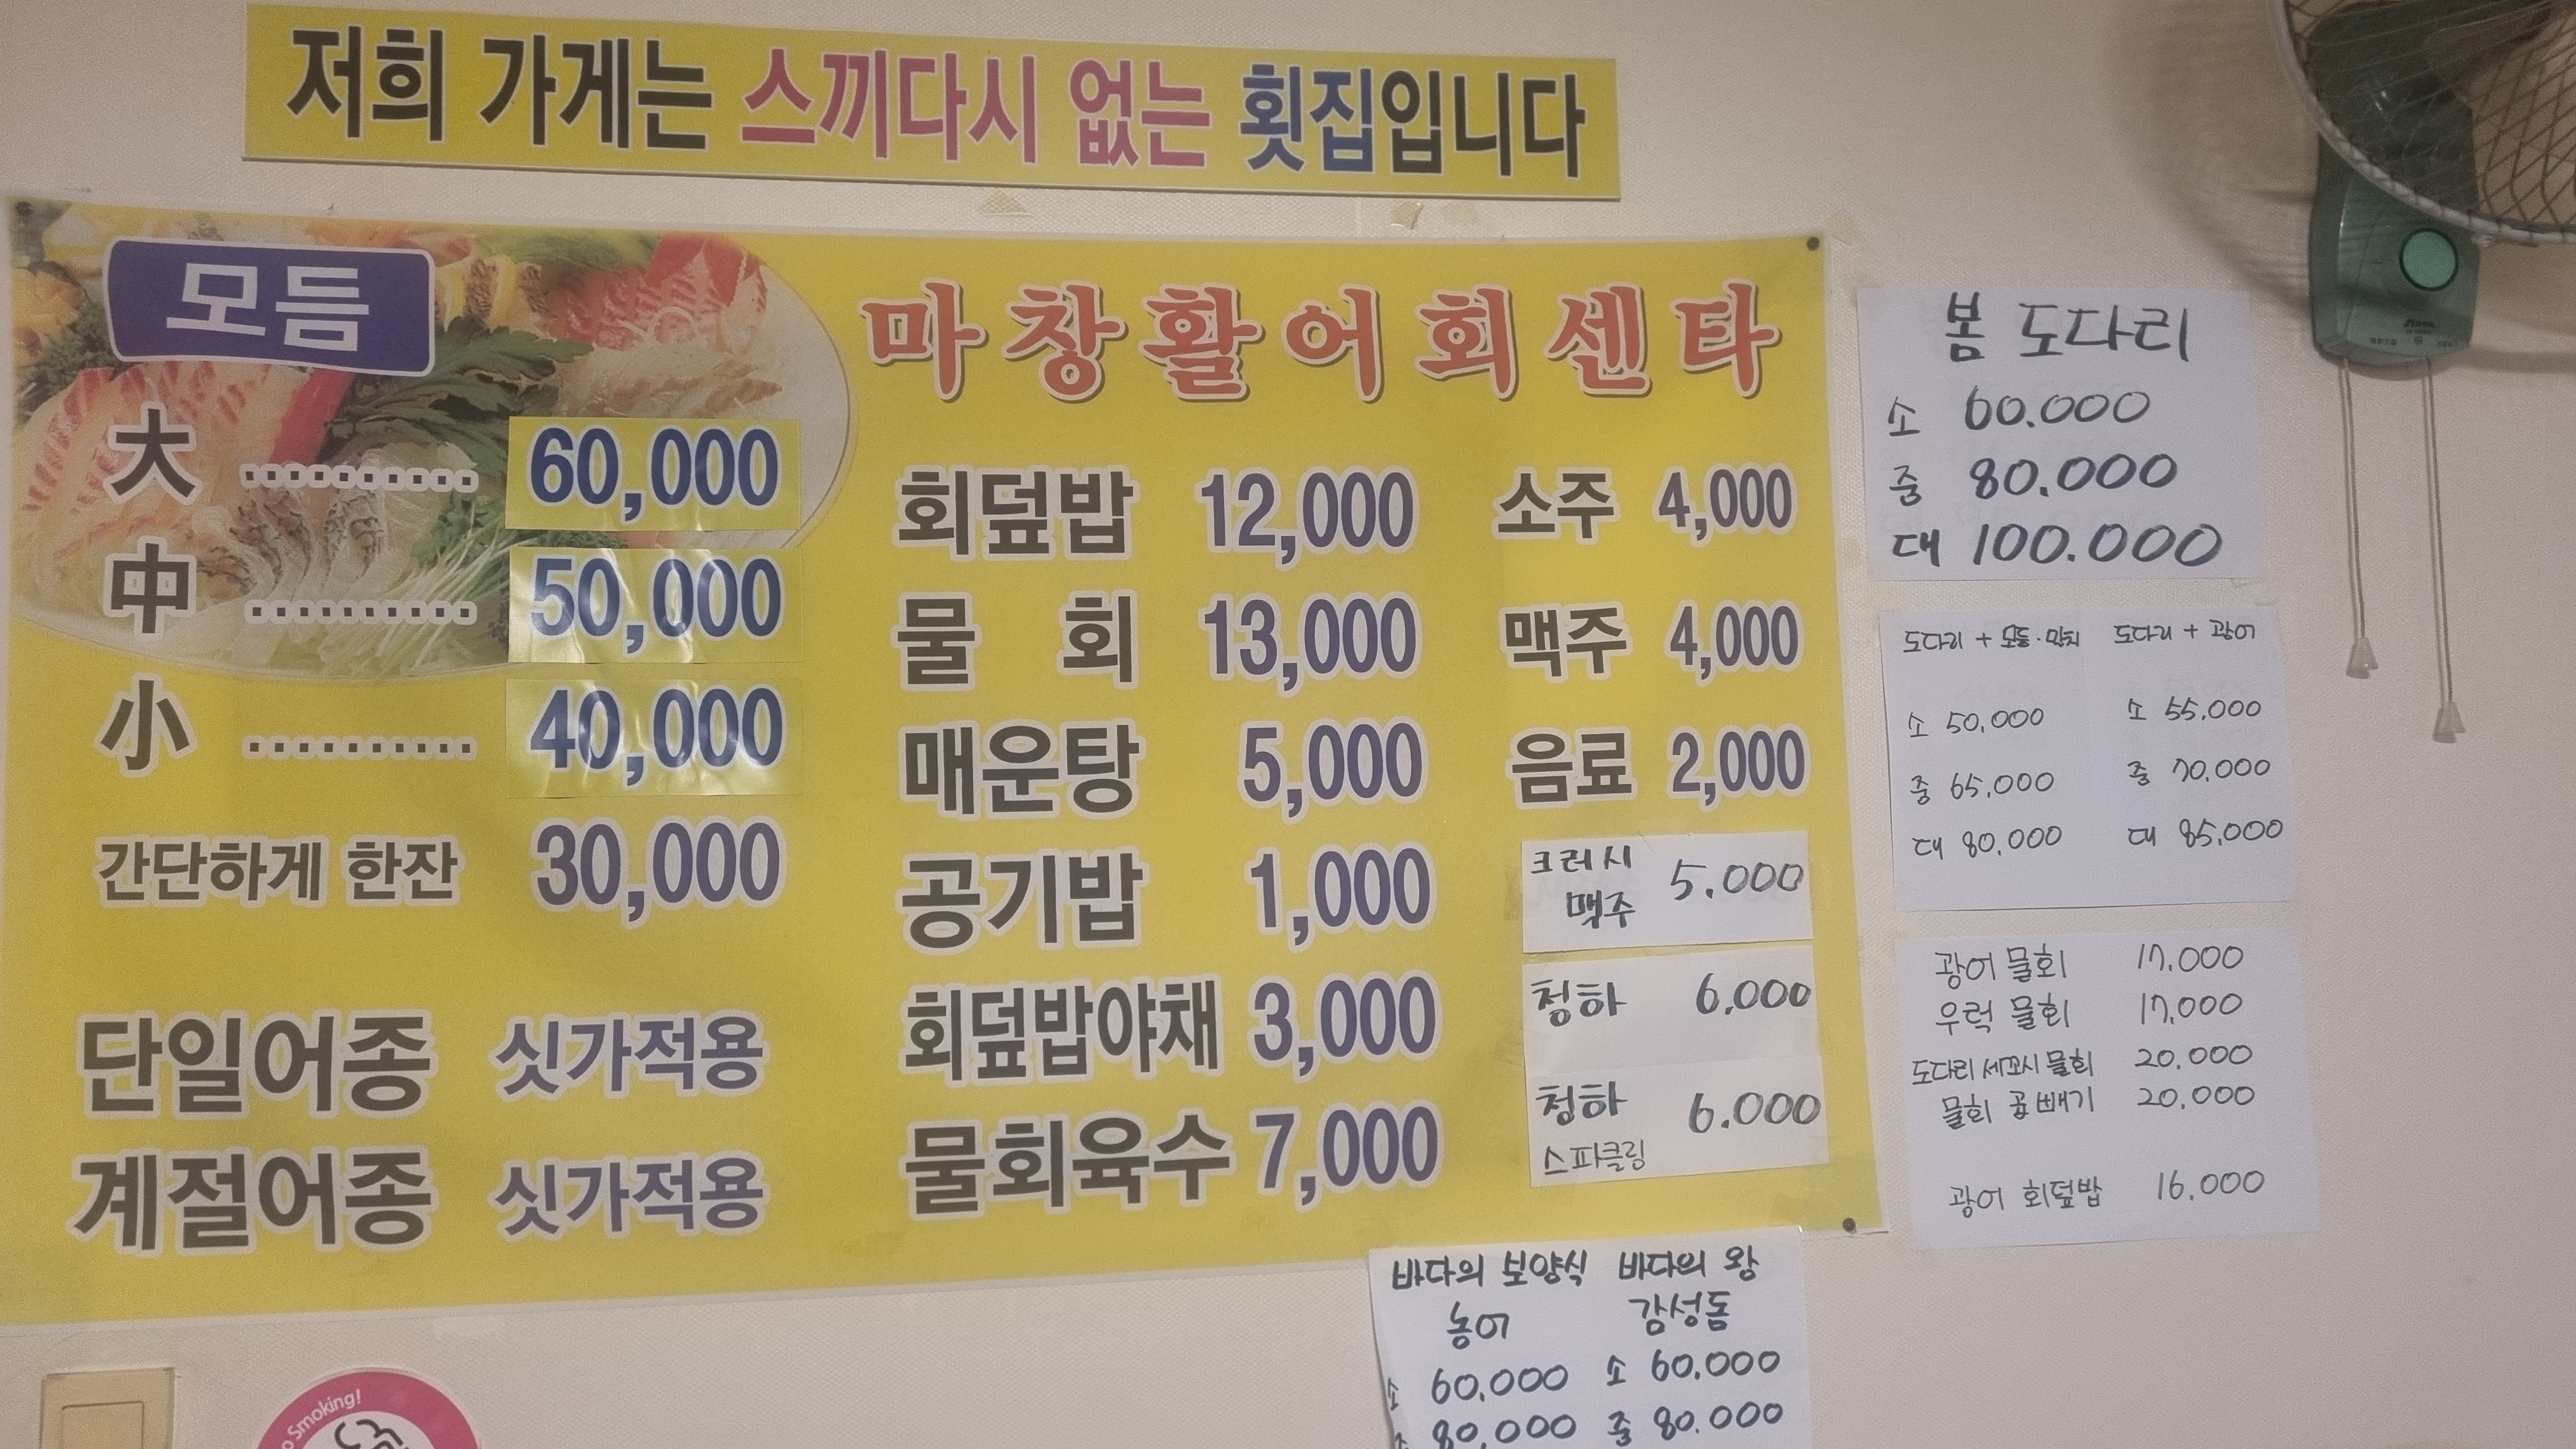 저희 가게는 스끼다시 없는 횟집입니다
모듬
大 .......... 60,000
中 .......... 50,000
小 .......... 40,000
간단하게 한잔 30,000
단일어종 싯가적용
계절어종 싯가적용
마창활어회센타
회덮밥 12,000
물 회 13,000
매운탕 5,000
공기밥 1,000
회덮밥야채 3,000
물회육수 7,000
소주 4,000
맥주 4,000
음료 2,000
크러시
맥주 5.000
청하 6,000
청하 6.000
스파클링
봄 도다리
소 60.000
중 80.000
대 100.000
도다리 + 모듬·밀치
소 50,000
중 65,000
대 80,000
도다리 + 광어
소 55,000
중 70,000
대 85,000
광어 물회 17.000
우럭 물회 17,000
도다리 세꼬시 물회 20.000
물회 곱빼기 20,000
광어 회덮밥 16.000
바다의 보양식
농어
소 60,000
80,000
바다의 왕
감성돔
소 60.000
중 80.000
Smoking!